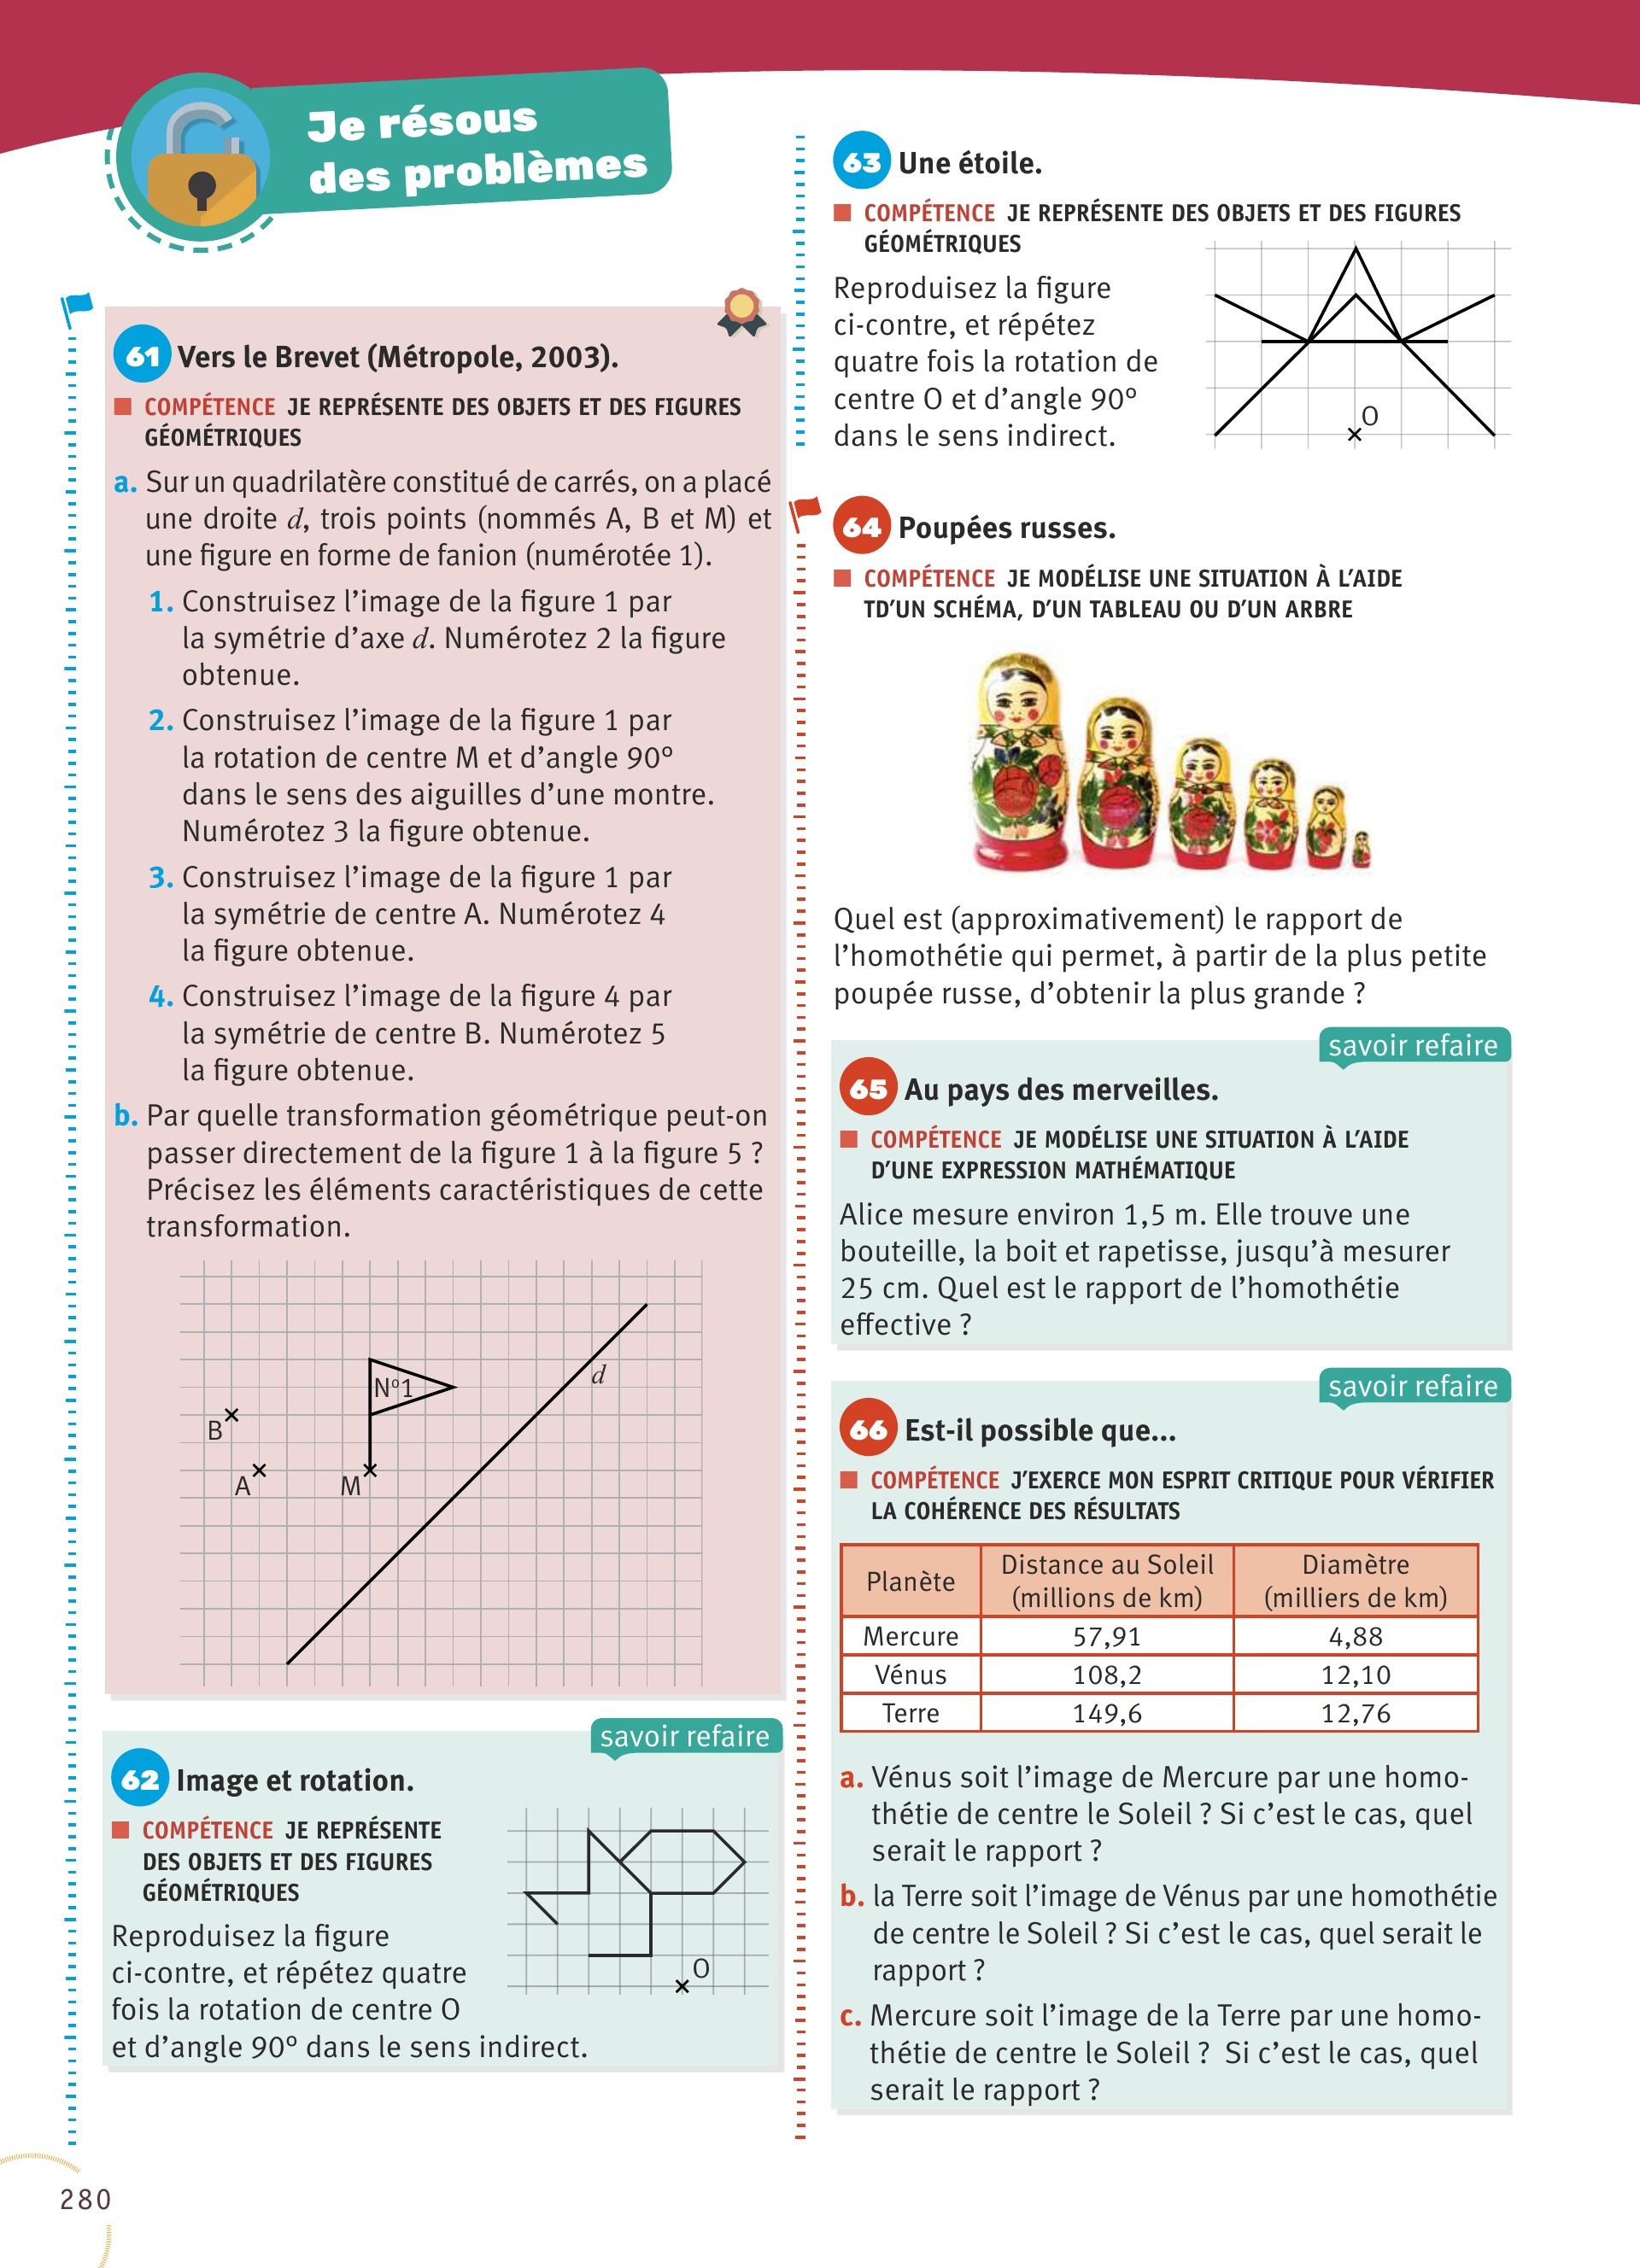 Je résous
des problèmes
61 Vers le Brevet (Métropole, 2003).
COMPÉTENCE JE REPRÉSENTE DES OBJETS ET DES FIGURES
GÉOMÉTRIQUES
a. Sur un quadrilatère constitué de carrés, on a placé
une droite d, trois points (nommés A, B et M) et
une figure en forme de fanion (numérotée 1).
1. Construisez l'image de la figure 1 par
la symétrie d'axe d. Numérotez 2 la figure
obtenue.
2. Construisez l'image de la figure 1 par
la rotation de centre M et d'angle 90°
dans le sens des aiguilles d'une montre.
Numérotez 3 la figure obtenue.
3. Construisez l'image de la figure 1 par
la symétrie de centre A. Numérotez 4
la figure obtenue.
4. Construisez l'image de la figure 4 par
la symétrie de centre B. Numérotez 5
la figure obtenue.
b. Par quelle transformation géométrique peut-on
passer directement de la figure 1 à la figure 5 ?
Précisez les éléments caractéristiques de cette
transformation.
d
N°1
B
A
M
savoir refaire
62 Image et rotation.
COMPÉTENCE JE REPRÉSENTE
DES OBJETS ET DES FIGURES
GÉOMÉTRIQUES
Reproduisez la figure
ci-contre, et répétez quatre
fois la rotation de centre O
et d'angle 90° dans le sens indirect.
O
63 Une étoile.
COMPÉTENCE JE REPRÉSENTE DES OBJETS ET DES FIGURES
GÉOMÉTRIQUES
Reproduisez la figure
ci-contre, et répétez
quatre fois la rotation de
centre O et d'angle 90°
dans le sens indirect.
O
64 Poupées russes.
COMPÉTENCE JE MODÉLISE UNE SITUATION À L'AIDE
TD'UN SCHÉMA, D'UN TABLEAU OU D'UN ARBRE
Quel est (approximativement) le rapport de
l'homothétie qui permet, à partir de la plus petite
poupée russe, d'obtenir la plus grande ?
savoir refaire
65 Au pays des merveilles.
COMPÉTENCE JE MODÉLISE UNE SITUATION À L'AIDE
D'UNE EXPRESSION MATHÉMATIQUE
Alice mesure environ 1,5 m. Elle trouve une
bouteille, la boit et rapetisse, jusqu'à mesurer
25 cm. Quel est le rapport de l'homothétie
effective ?
savoir refaire
66 Est-il possible que...
COMPÉTENCE J'EXERCE MON ESPRIT CRITIQUE POUR VÉRIFIER
LA COHÉRENCE DES RÉSULTATS
Planète Distance au Soleil (millions de km) Diamètre (milliers de km)
Mercure 57,91 4,88
Vénus 108,2 12,10
Terre 149,6 12,76
a. Vénus soit l'image de Mercure par une homo-
thétie de centre le Soleil ? Si c'est le cas, quel
serait le rapport ?
b. la Terre soit l'image de Vénus par une homothétie
de centre le Soleil ? Si c'est le cas, quel serait le
rapport ?
c. Mercure soit l'image de la Terre par une homo-
thétie de centre le Soleil ? Si c'est le cas, quel
serait le rapport ?
280